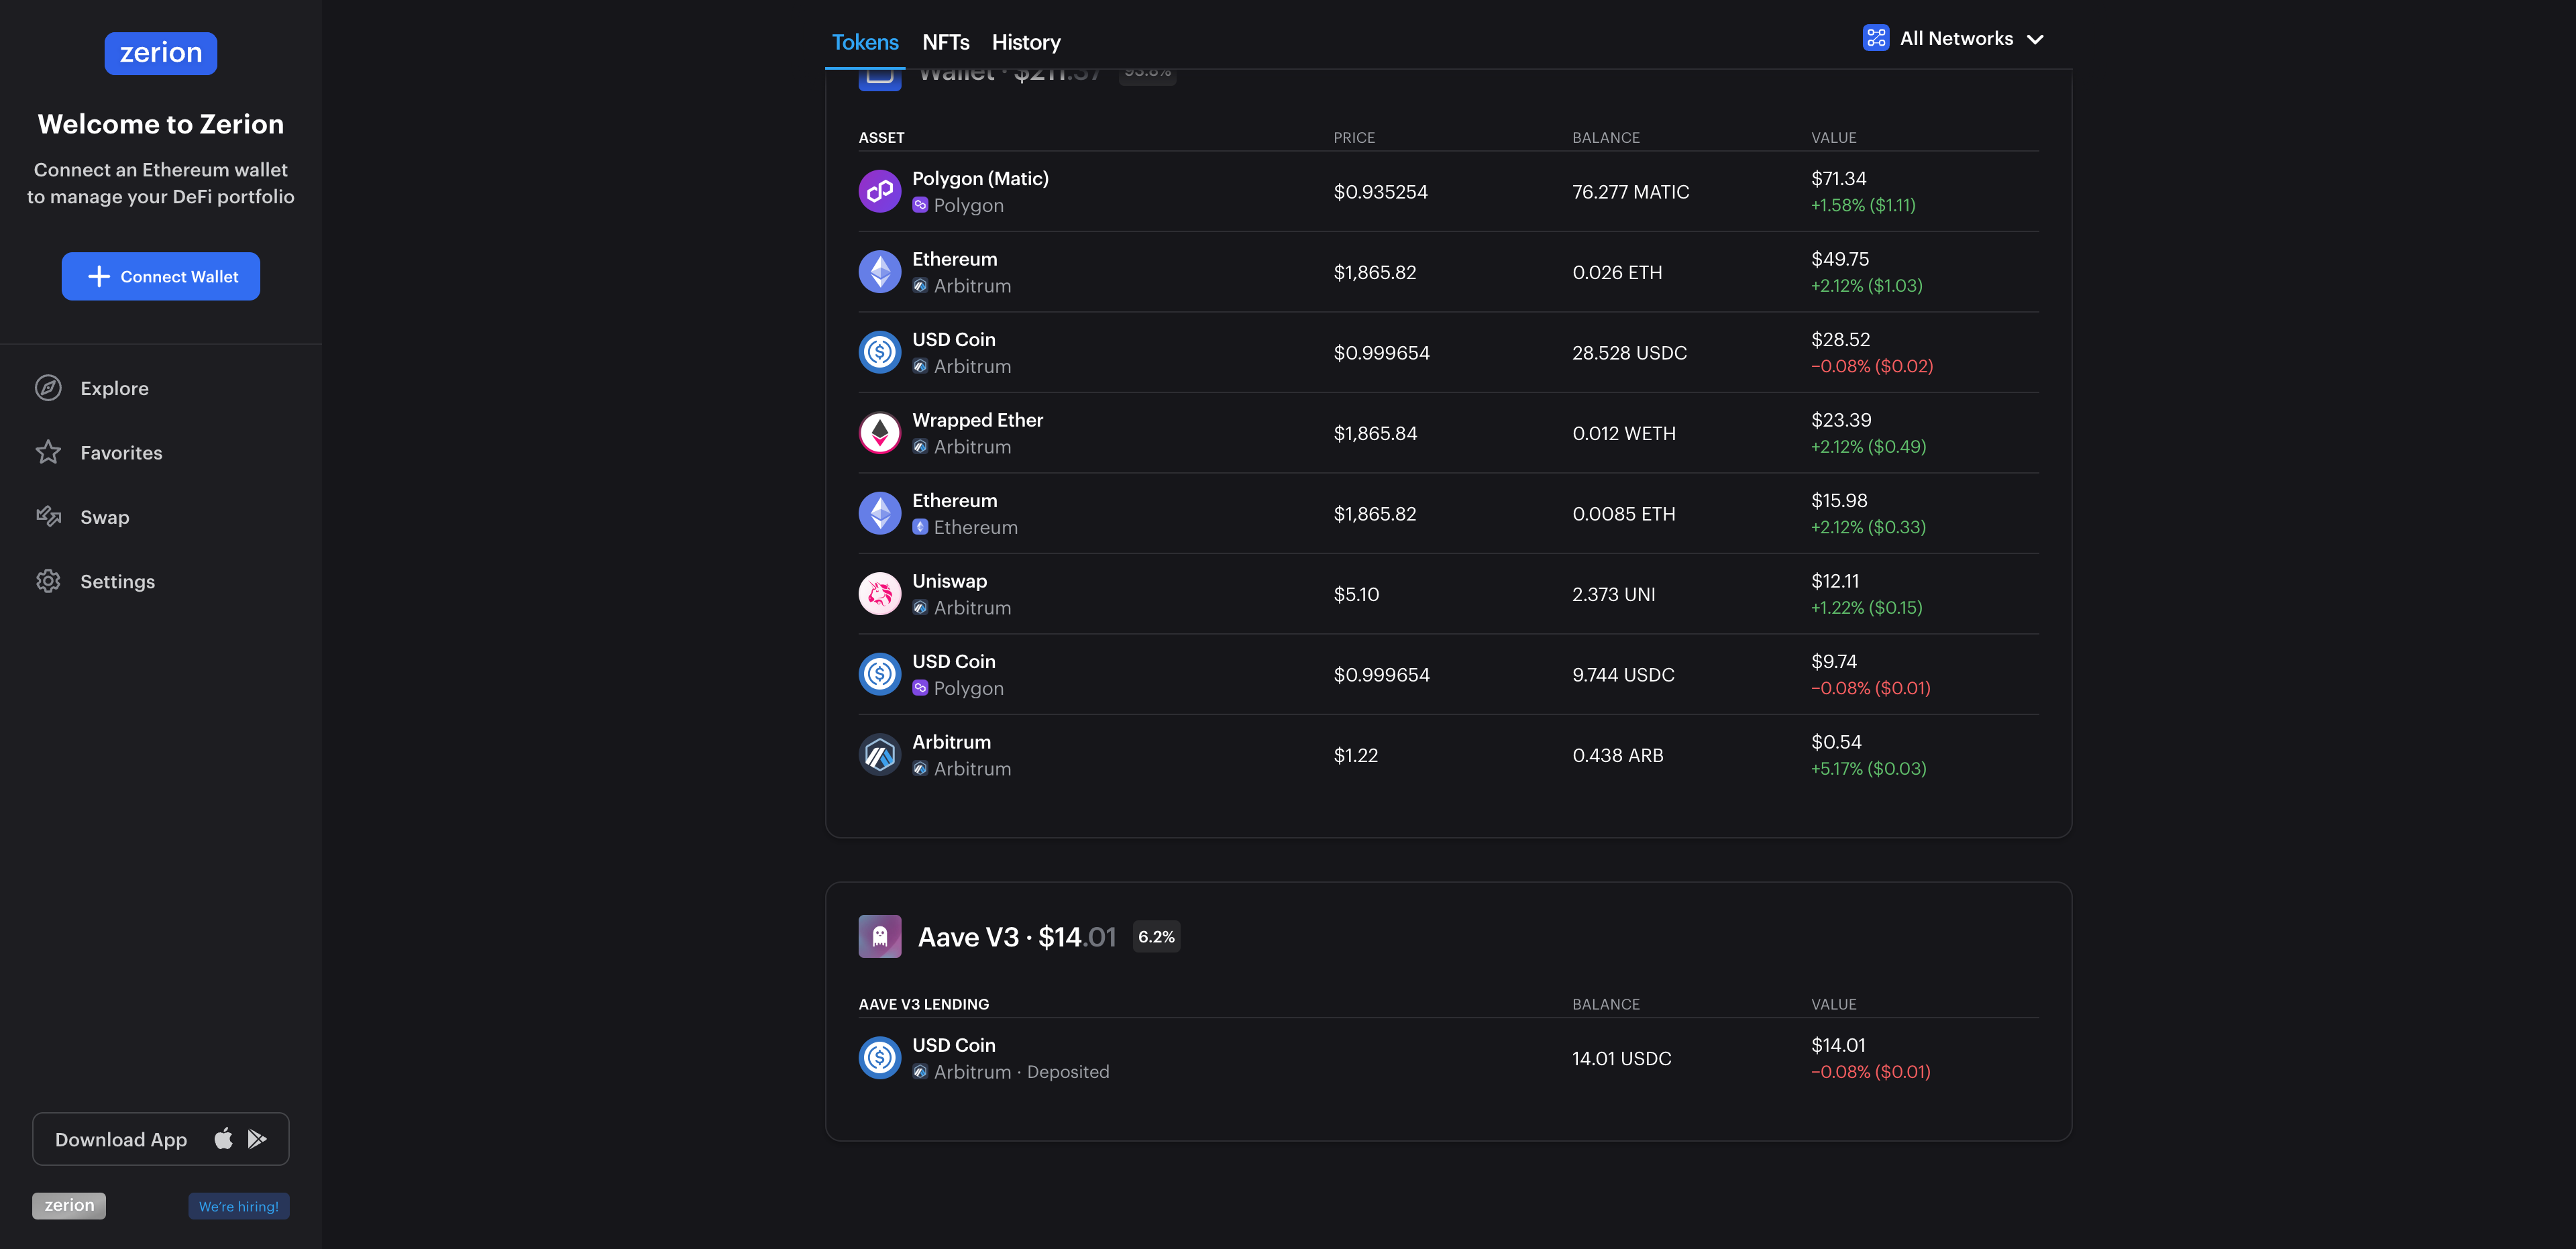 zerion
Welcome to Zerion
Connect an Ethereum wallet
to manage your DeFi portfolio
Connect Wallet
Explore
Favorites
Swap
Settings
Download App
zerion
We're hiring!
Tokens NFTs History
All Networks
Wallet · $211.37 93.8%
ASSET PRICE BALANCE VALUE
Polygon (Matic)
Polygon
$0.935254
76.277 MATIC
$71.34
+1.58% ($1.11)
Ethereum
Arbitrum
$1,865.82
0.026 ETH
$49.75
+2.12% ($1.03)
USD Coin
Arbitrum
$0.999654
28.528 USDC
$28.52
−0.08% ($0.02)
Wrapped Ether
Arbitrum
$1,865.84
0.012 WETH
$23.39
+2.12% ($0.49)
Ethereum
Ethereum
$1,865.82
0.0085 ETH
$15.98
+2.12% ($0.33)
Uniswap
Arbitrum
$5.10
2.373 UNI
$12.11
+1.22% ($0.15)
USD Coin
Polygon
$0.999654
9.744 USDC
$9.74
−0.08% ($0.01)
Arbitrum
Arbitrum
$1.22
0.438 ARB
$0.54
+5.17% ($0.03)
Aave V3 · $14.01 6.2%
AAVE V3 LENDING BALANCE VALUE
USD Coin
Arbitrum · Deposited
14.01 USDC
$14.01
−0.08% ($0.01)